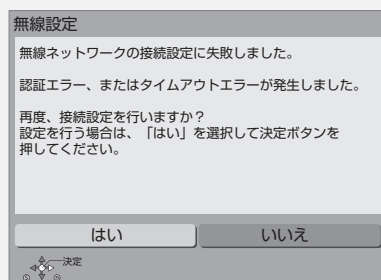 無線設定
無線ネットワークの接続設定に失敗しました。
認証エラー、またはタイムアウトエラーが発生しました。
再度、接続設定を行いますか？
設定を行う場合は、「はい」を選択して決定ボタンを
押してください。
はい
いいえ
決定